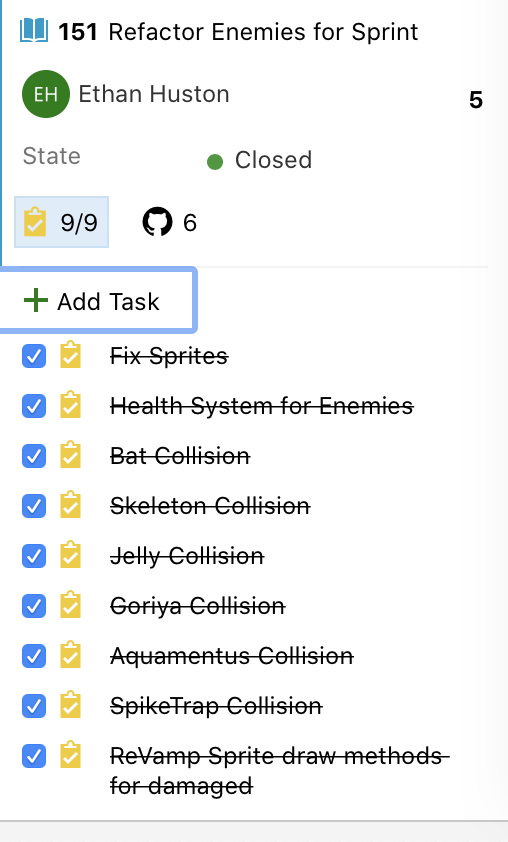 151 Refactor Enemies for Sprint
EH Ethan Huston 5
State Closed
9/9 6
+ Add Task
Fix Sprites
Health System for Enemies
Bat Collision
Skeleton Collision
Jelly Collision
Goriya Collision
Aquamentus Collision
SpikeTrap Collision
ReVamp Sprite draw methods
for damaged